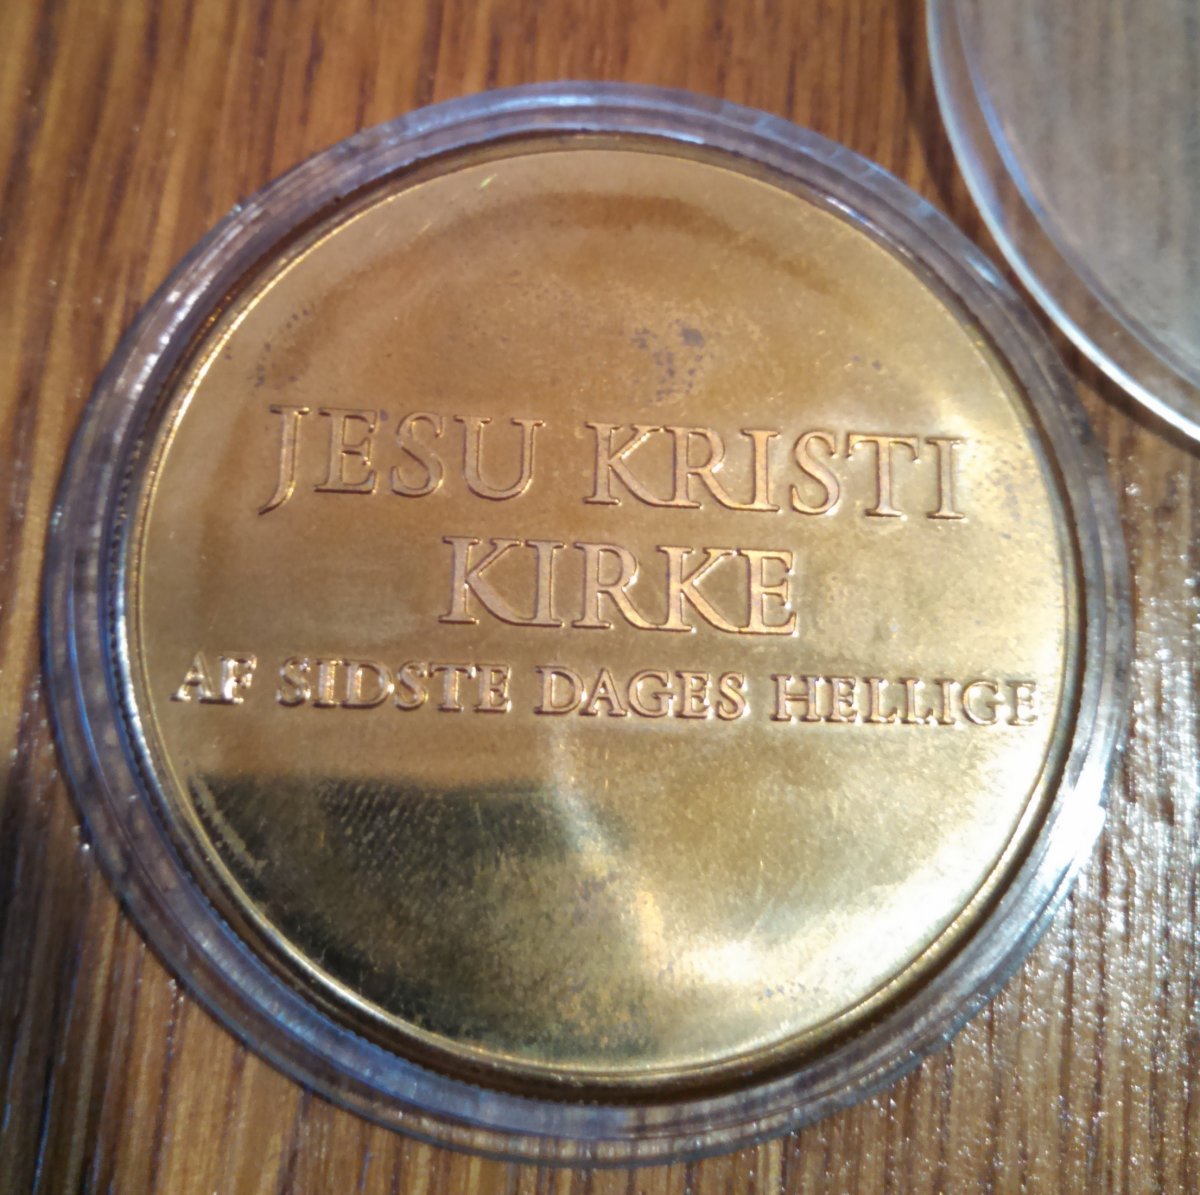 JESU KRISTI
KIRKE
AF SIDSTE DAGES HELLIGE